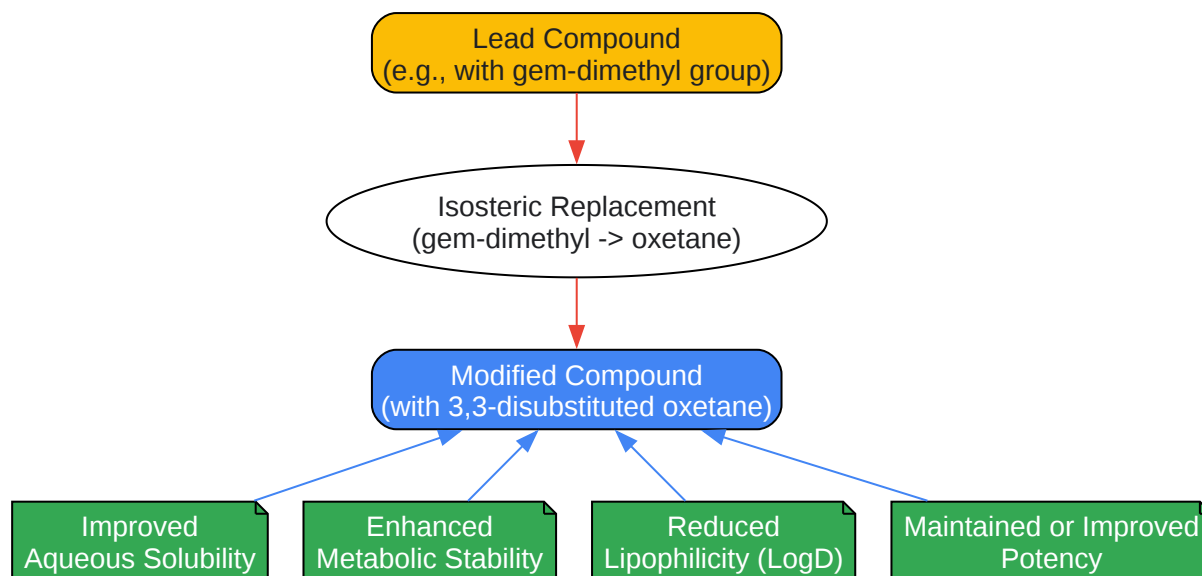 Lead Compound
(e.g., with gem-dimethyl group)
Isosteric Replacement
(gem-dimethyl -> oxetane)
Modified Compound
(with 3,3-disubstituted oxetane)
Improved
Aqueous Solubility
Enhanced
Metabolic Stability
Reduced
Lipophilicity (LogD)
Maintained or Improved
Potency